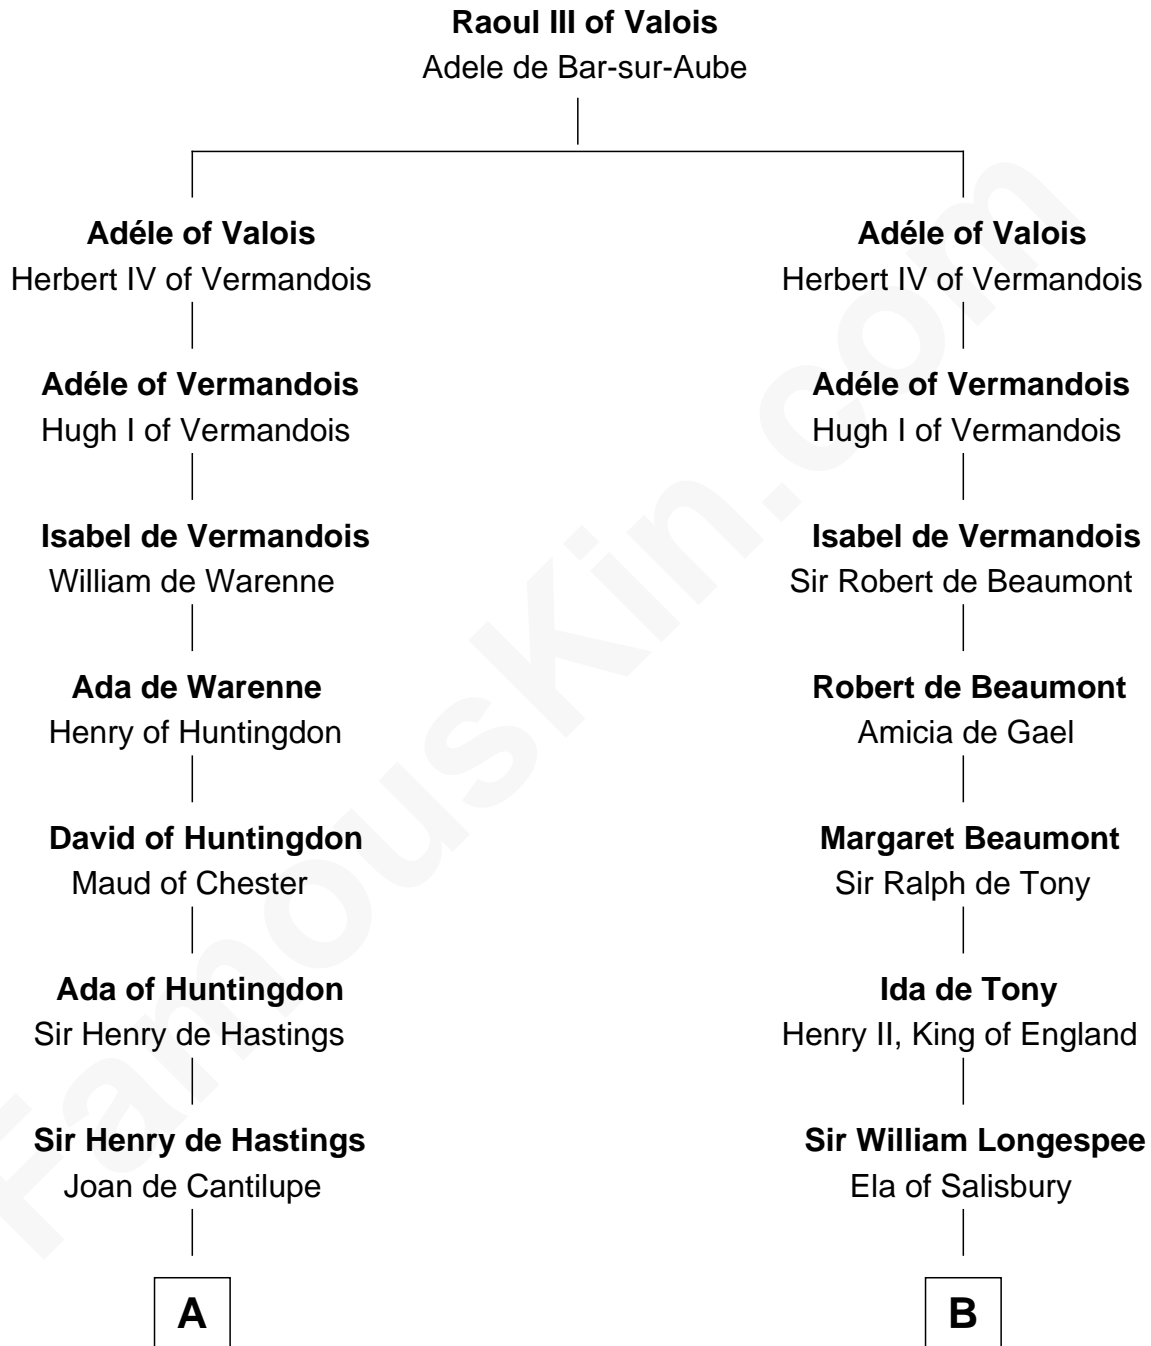 Raoul III of Valois
Adele de Bar-sur-Aube
Adéle of Valois
Herbert IV of Vermandois
Adéle of Vermandois
Hugh I of Vermandois
Isabel de Vermandois
William de Warenne
Ada de Warenne
Henry of Huntingdon
David of Huntingdon
Maud of Chester
Ada of Huntingdon
Sir Henry de Hastings
Sir Henry de Hastings
Joan de Cantilupe
A
Adéle of Valois
Herbert IV of Vermandois
Adéle of Vermandois
Hugh I of Vermandois
Isabel de Vermandois
Sir Robert de Beaumont
Robert de Beaumont
Amicia de Gael
Margaret Beaumont
Sir Ralph de Tony
Ida de Tony
Henry II, King of England
Sir William Longespee
Ela of Salisbury
B
FamousKin.com